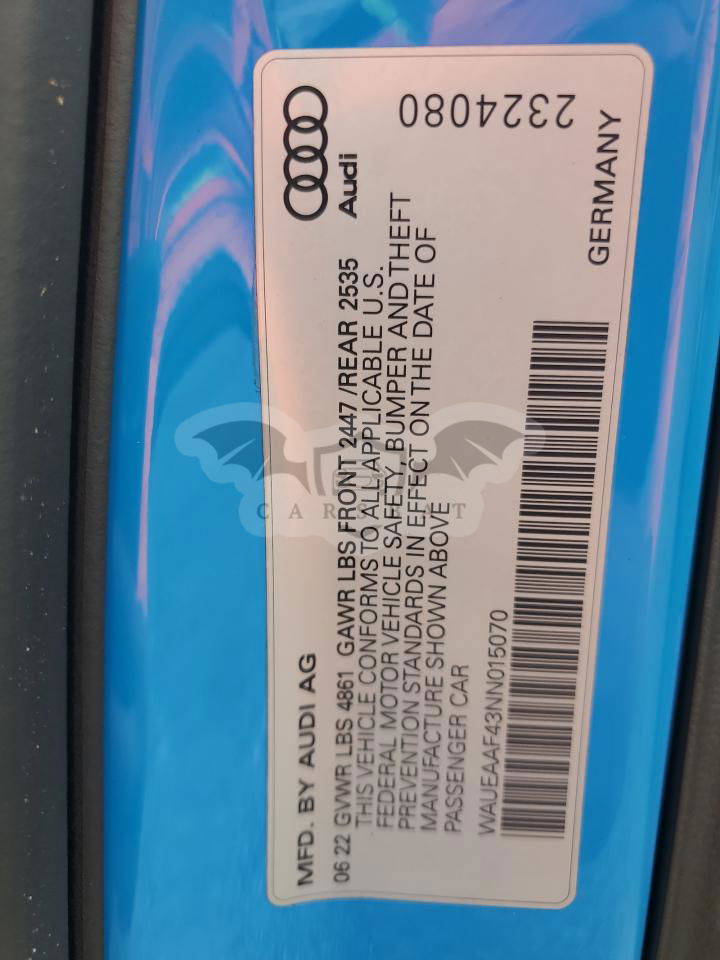 MFD. BY AUDI AG
Audi
06 22 GVWR LBS 4861 GAWR LBS FRONT 2447/REAR 2535
THIS VEHICLE CONFORMS TO ALL APPLICABLE U.S.
FEDERAL MOTOR VEHICLE SAFETY, BUMPER AND THEFT
PREVENTION STANDARDS IN EFFECT ON THE DATE OF
MANUFACTURE SHOWN ABOVE
PASSENGER CAR
WAUEAAF43NN015070
GERMANY
2324080
CARSBAT